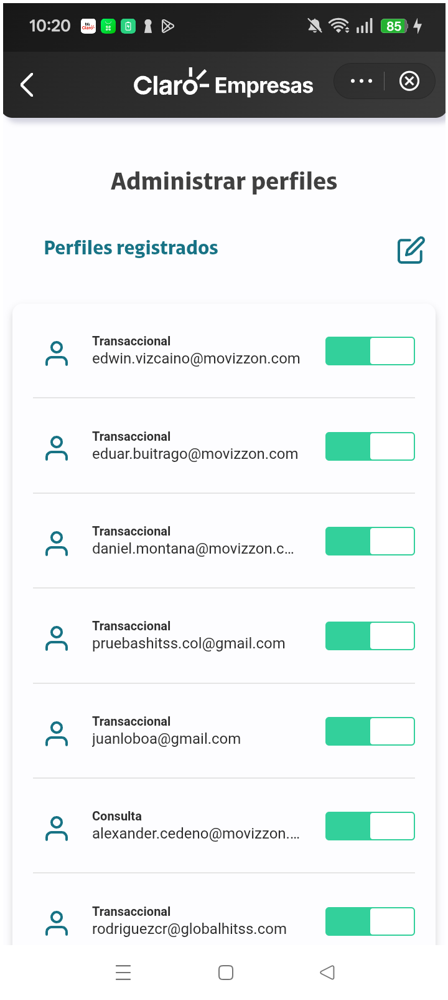 10:20
Mi
Claro
85
Claro- Empresas
Administrar perfiles
Perfiles registrados
Transaccional
edwin.vizcaino@movizzon.com
Transaccional
eduar.buitrago@movizzon.com
Transaccional
daniel.montana@movizzon.c...
Transaccional
pruebashitss.col@gmail.com
Transaccional
juanloboa@gmail.com
Consulta
alexander.cedeno@movizzon....
Transaccional
rodriguezcr@globalhitss.com